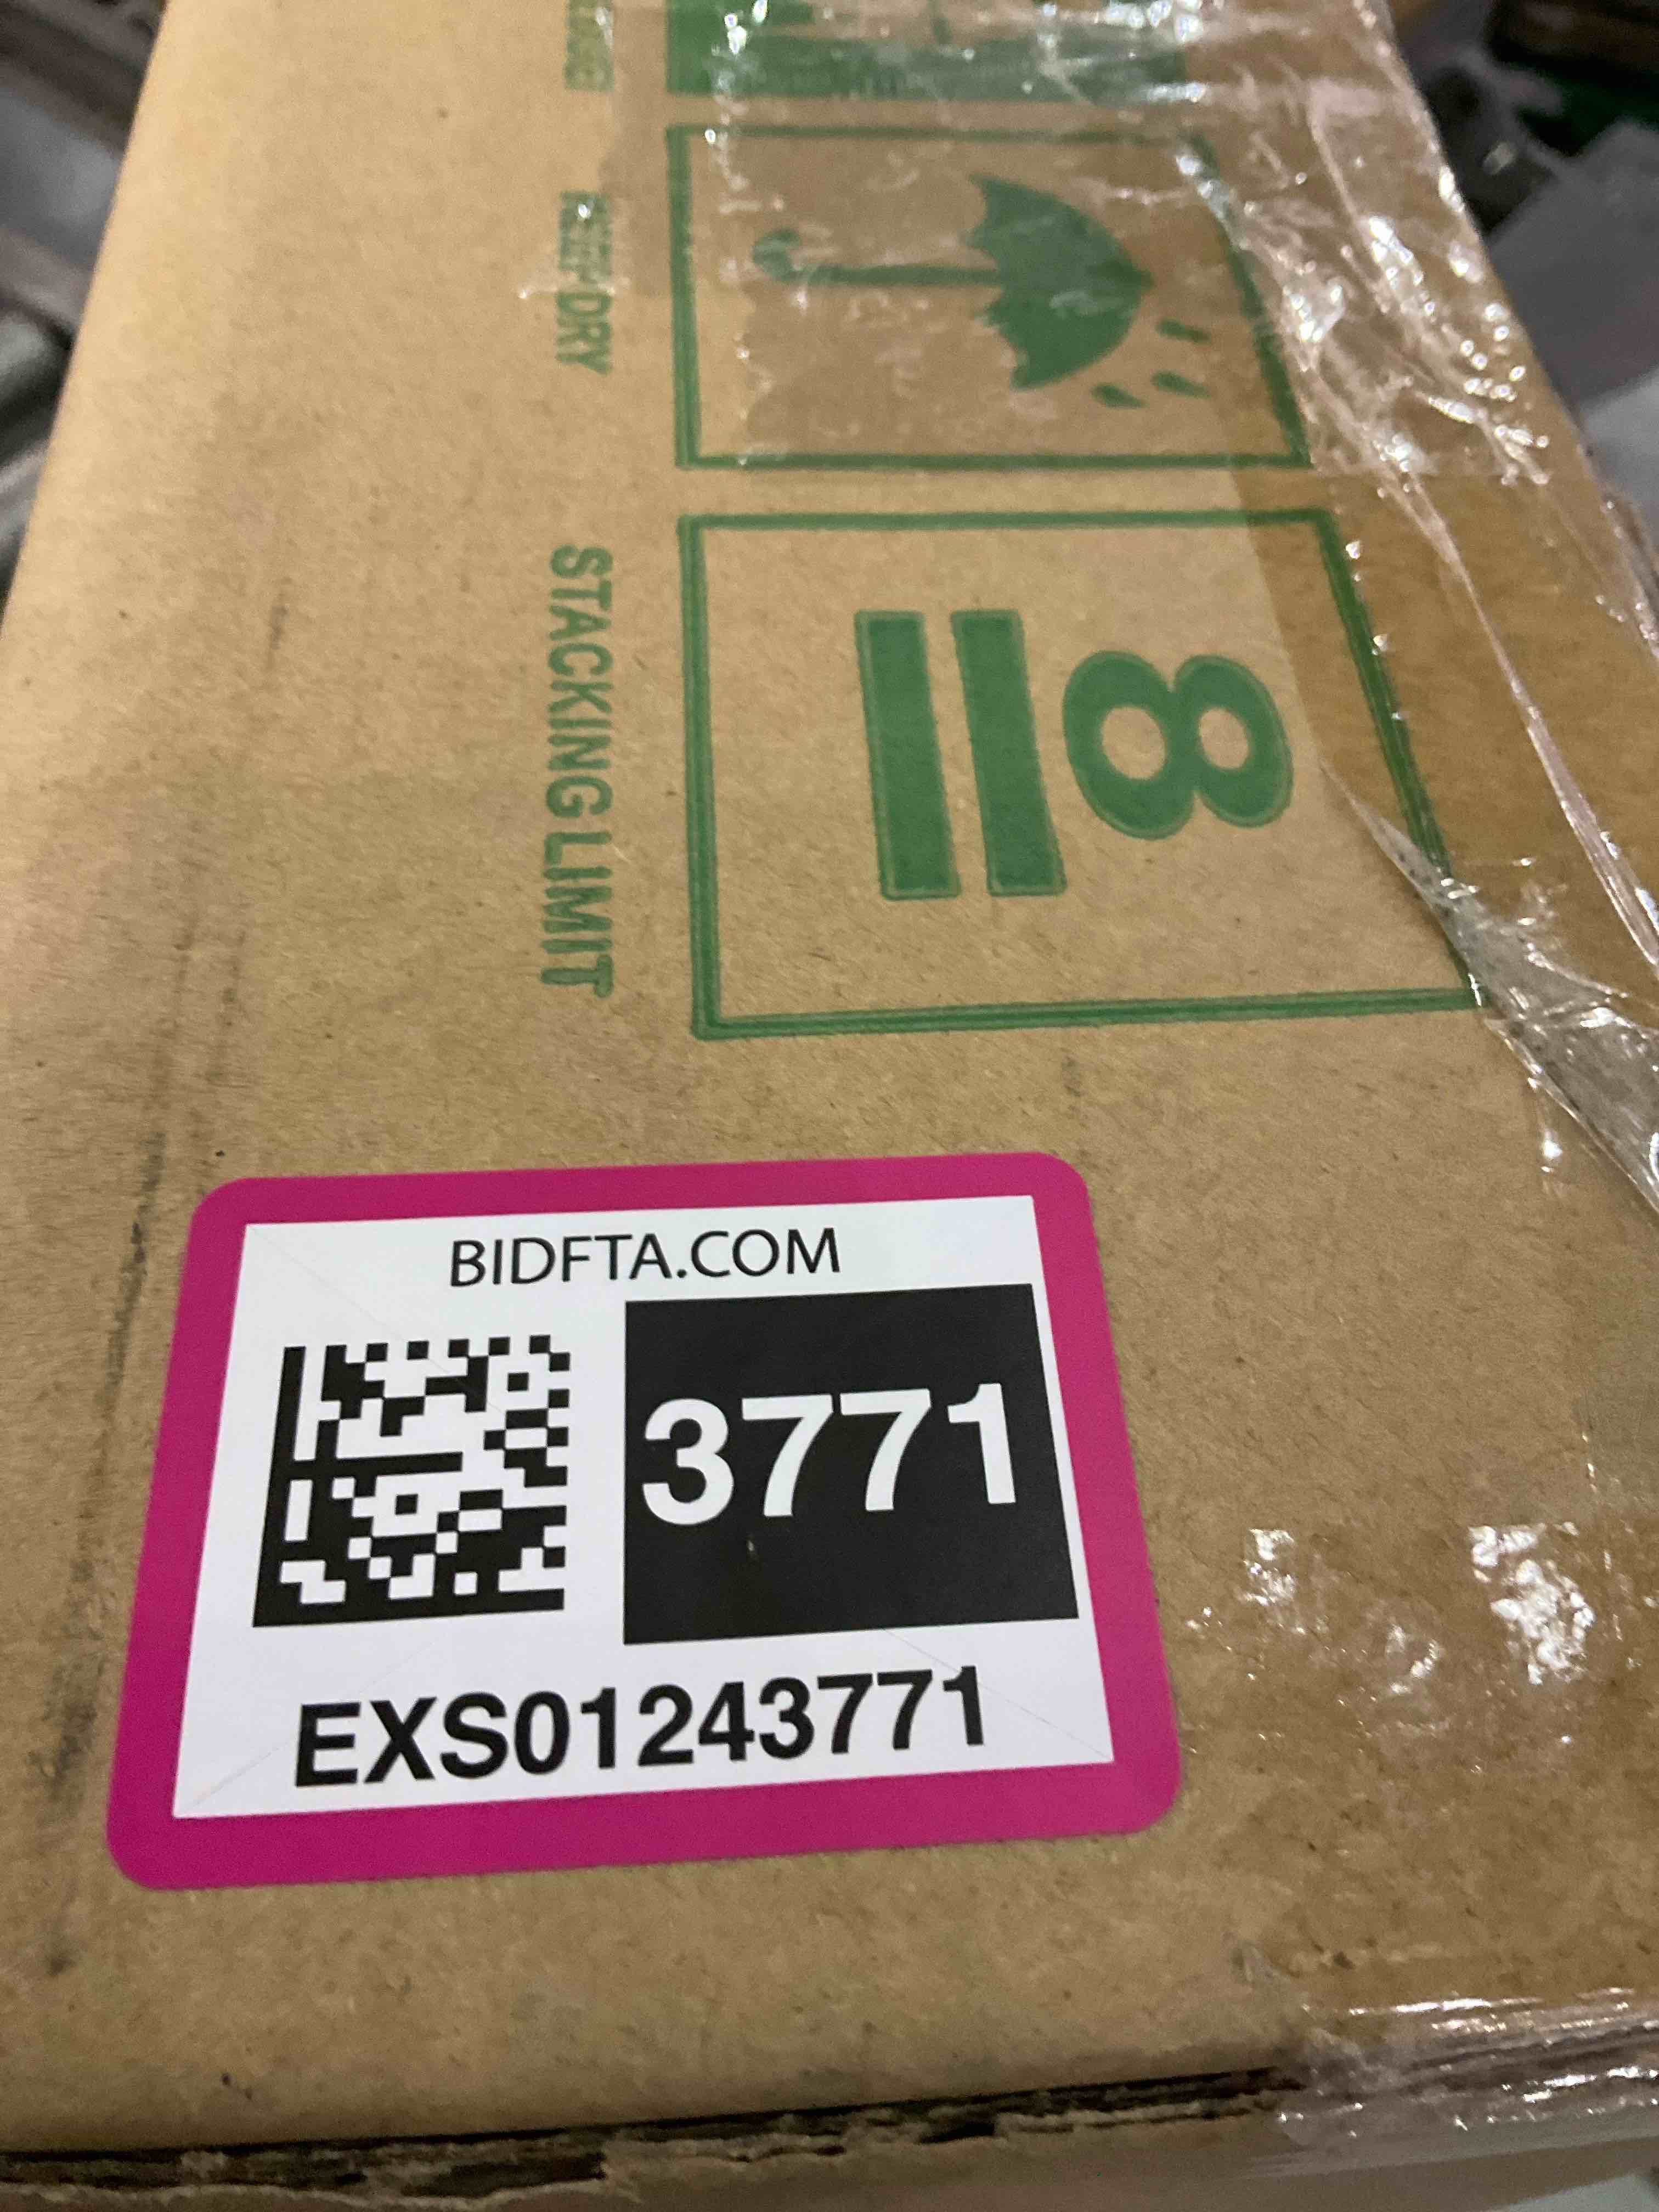 KEEP DRY
8
STACKING LIMIT
BIDFTA.COM
3771
EXS01243771